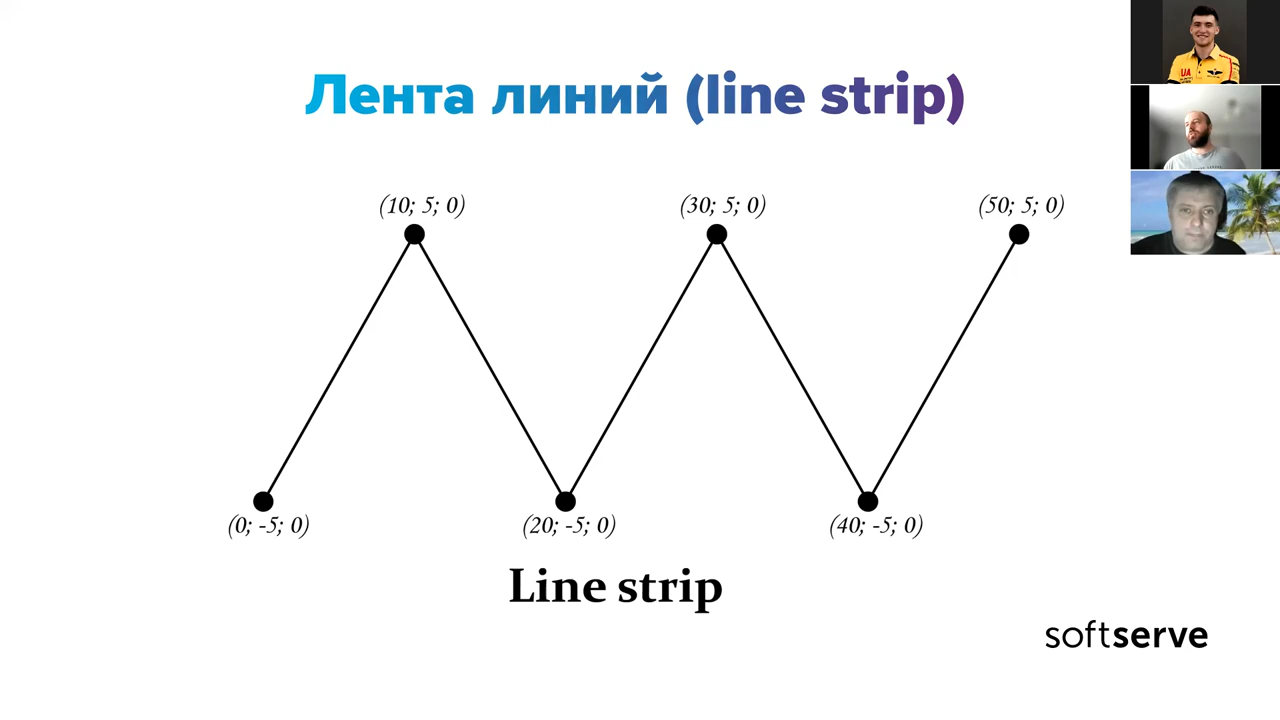 Лента линий (line strip)
(10; 5; 0)
(30; 5; 0)
(50; 5; 0)
(0; -5; 0)
(20; -5; 0)
(40; -5; 0)
Line strip
softserve
UA